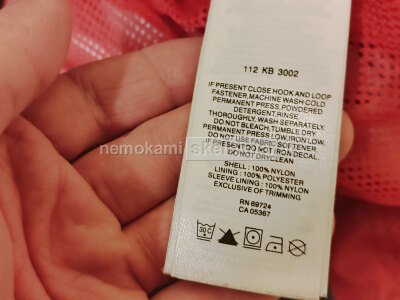 112 KB 3002
IF PRESENT CLOSE HOOK AND LOOP
FASTENER, MACHINE WASH COLD
PERMANENT PRESS, POWDERED
DETERGENT, RINSE
THOROUGHLY, WASH SEPARATELY.
DO NOT BLEACH, TUMBLE DRY
PERMANENT PRESS LOW, IRON LOW.
DO NOT USE FABRIC SOFTENER.
IF PRESENT DO NOT IRON DECAL.
DO NOT DRYCLEAN
SHELL : 100% NYLON
LINING : 100% POLYESTER
SLEEVE LINING : 100% NYLON
EXCLUSIVE OF TRIMMING
RN 69724
CA 05367
30C